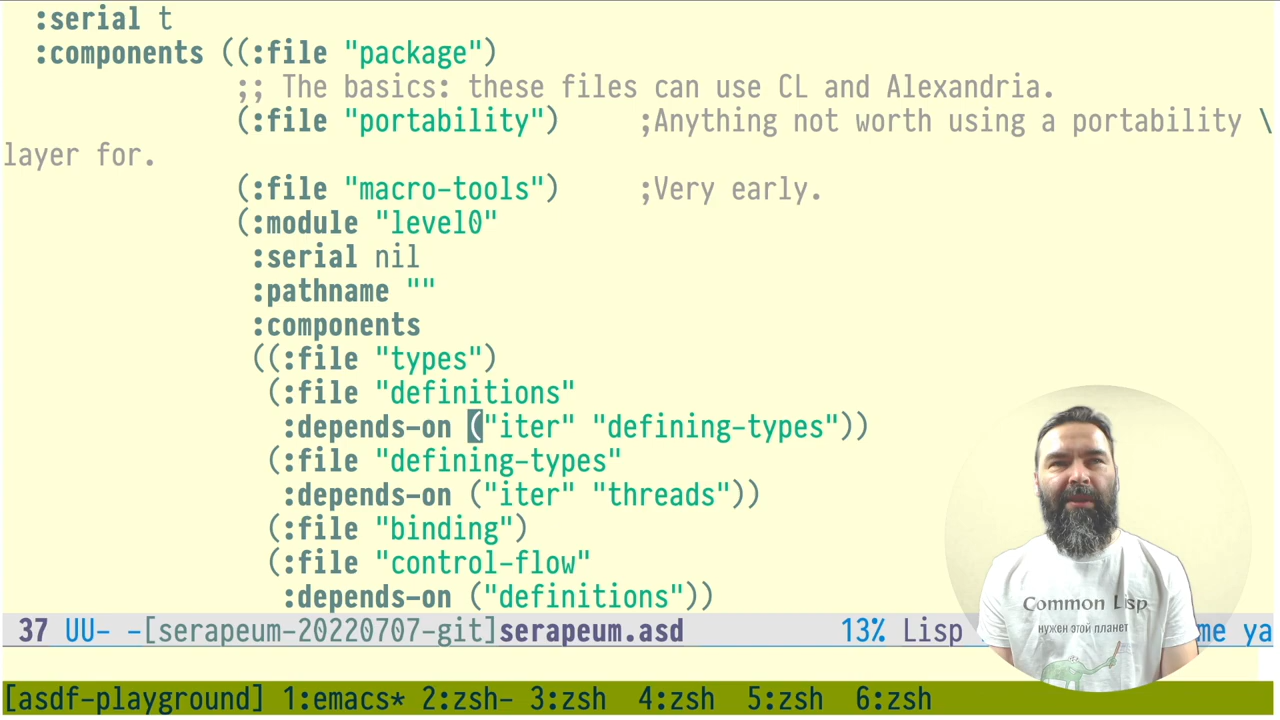 :serial t
:components ((:file "package")
;; The basics: these files can use CL and Alexandria.
(:file "portability")     ;Anything not worth using a portability \
layer for.
(:file "macro-tools")     ;Very early.
(:module "level0"
:serial nil
:pathname ""
:components
((:file "types")
(:file "definitions"
:depends-on ("iter" "defining-types"))
(:file "defining-types"
:depends-on ("iter" "threads"))
(:file "binding")
(:file "control-flow"
:depends-on ("definitions"))
37 UU- -[serapeum-20220707-git]serapeum.asd     13% Lisp me ya
[asdf-playground] 1:emacs* 2:zsh- 3:zsh  4:zsh  5:zsh  6:zsh
Common Lisp
нужен этой планет